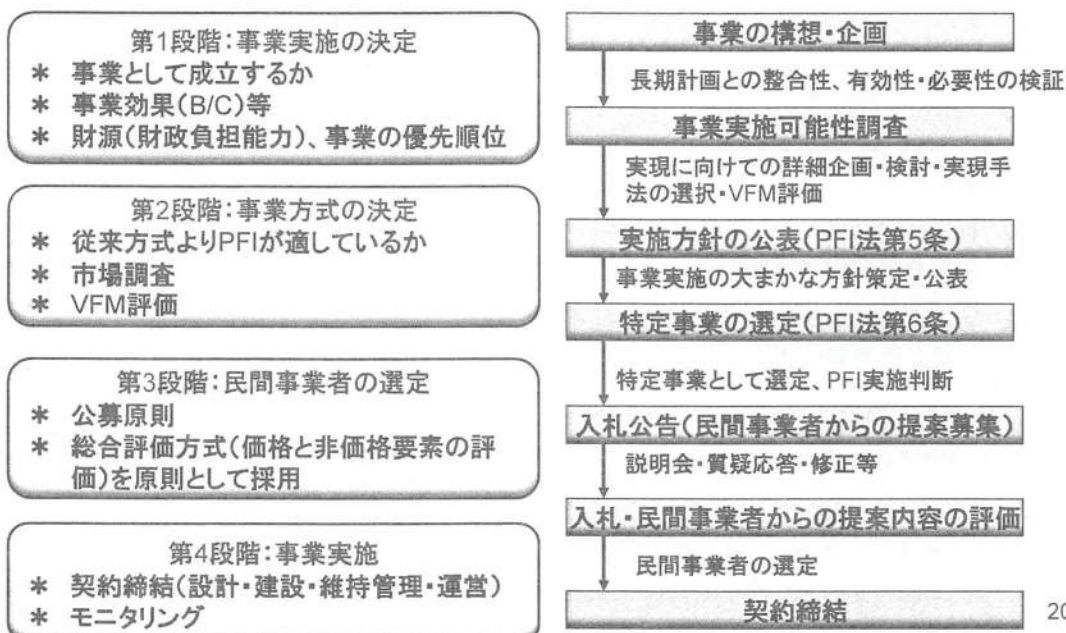 第1段階：事業実施の決定
＊ 事業として成立するか
＊ 事業効果(B/C)等
＊ 財源(財政負担能力)、事業の優先順位
第2段階：事業方式の決定
＊ 従来方式よりPFIが適しているか
＊ 市場調査
＊ VFM評価
第3段階：民間事業者の選定
＊ 公募原則
＊ 総合評価方式(価格と非価格要素の評
価)を原則として採用
第4段階：事業実施
＊ 契約締結(設計・建設・維持管理・運営)
＊ モニタリング
事業の構想・企画
長期計画との整合性、有効性・必要性の検証
事業実施可能性調査
実現に向けての詳細企画・検討・実現手
法の選択・VFM評価
実施方針の公表(PFI法第5条)
事業実施の大まかな方針策定・公表
特定事業の選定(PFI法第6条)
特定事業として選定、PFI実施判断
入札公告(民間事業者からの提案募集)
説明会・質疑応答・修正等
入札・民間事業者からの提案内容の評価
民間事業者の選定
契約締結
20